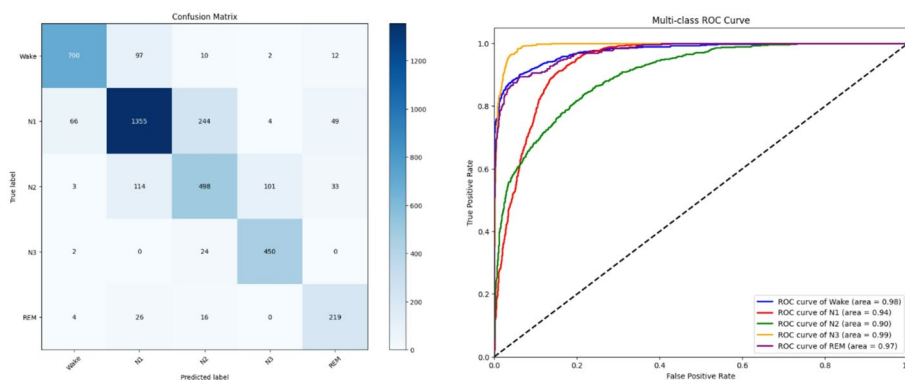 Confusion Matrix
Wake
700
97
10
2
12
N1
66
1355
244
4
49
N2
3
114
498
101
33
N3
2
0
24
450
0
REM
4
26
16
0
219
Wake
N1
N2
N3
REM
Predicted label
True label
1200
1000
800
600
400
200
0
Multi-class ROC Curve
1.0
0.8
0.6
0.4
0.2
0.0
True Positive Rate
0.0
0.2
0.4
0.6
0.8
False Positive Rate
ROC curve of Wake (area = 0.98)
ROC curve of N1 (area = 0.94)
ROC curve of N2 (area = 0.90)
ROC curve of N3 (area = 0.99)
ROC curve of REM (area = 0.97)